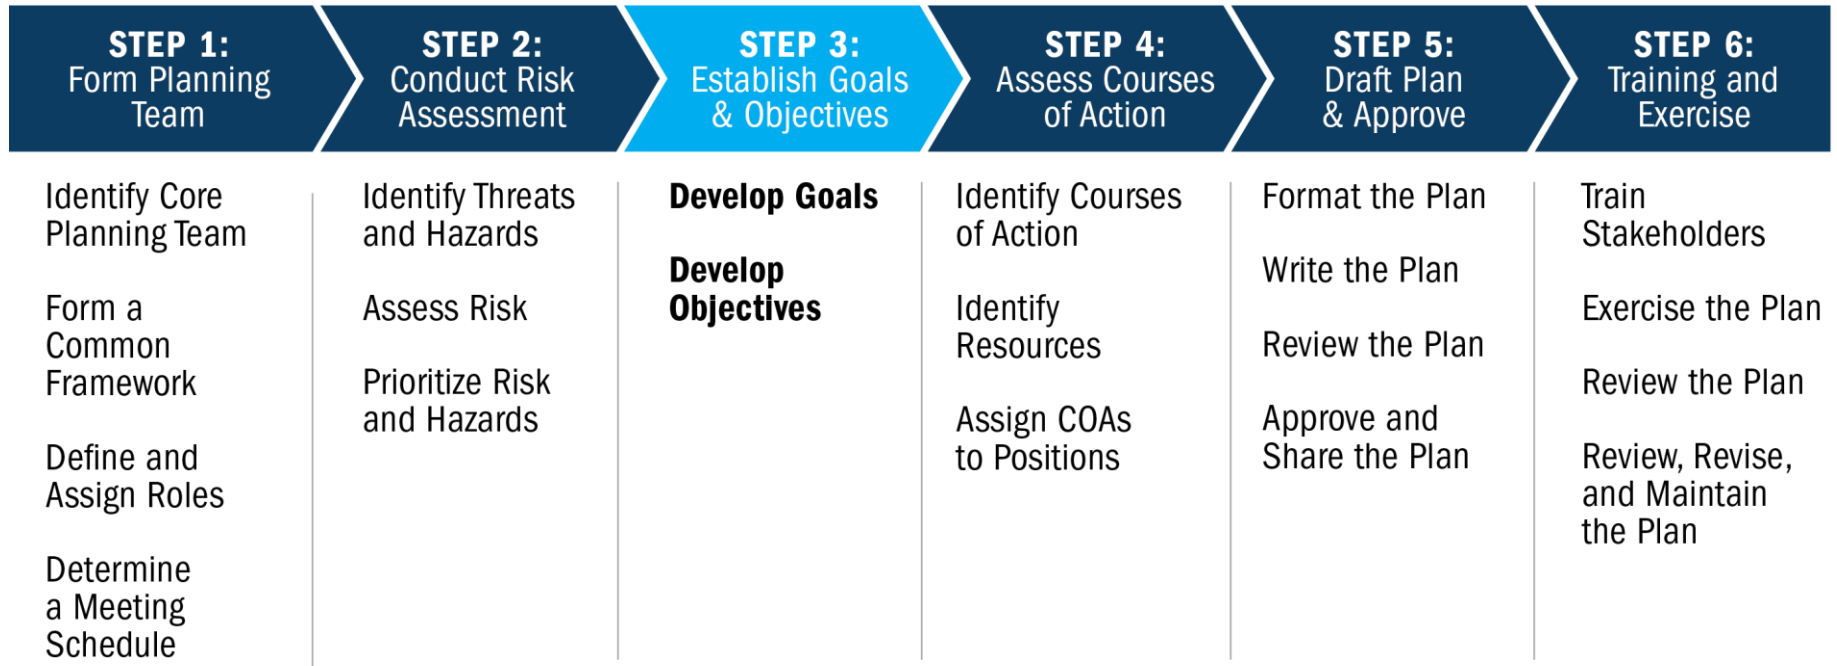 STEP 1:
Form Planning
Team
STEP 2:
Conduct Risk
Assessment
STEP 3:
Establish Goals
& Objectives
STEP 4:
Assess Courses
of Action
STEP 5:
Draft Plan
& Approve
STEP 6:
Training and
Exercise
Identify Core
Planning Team
Form a
Common
Framework
Define and
Assign Roles
Determine
a Meeting
Schedule
Identify Threats
and Hazards
Assess Risk
Prioritize Risk
and Hazards
Develop Goals
Develop
Objectives
Identify Courses
of Action
Identify
Resources
Assign COAs
to Positions
Format the Plan
Write the Plan
Review the Plan
Approve and
Share the Plan
Train
Stakeholders
Exercise the Plan
Review the Plan
Review, Revise,
and Maintain
the Plan